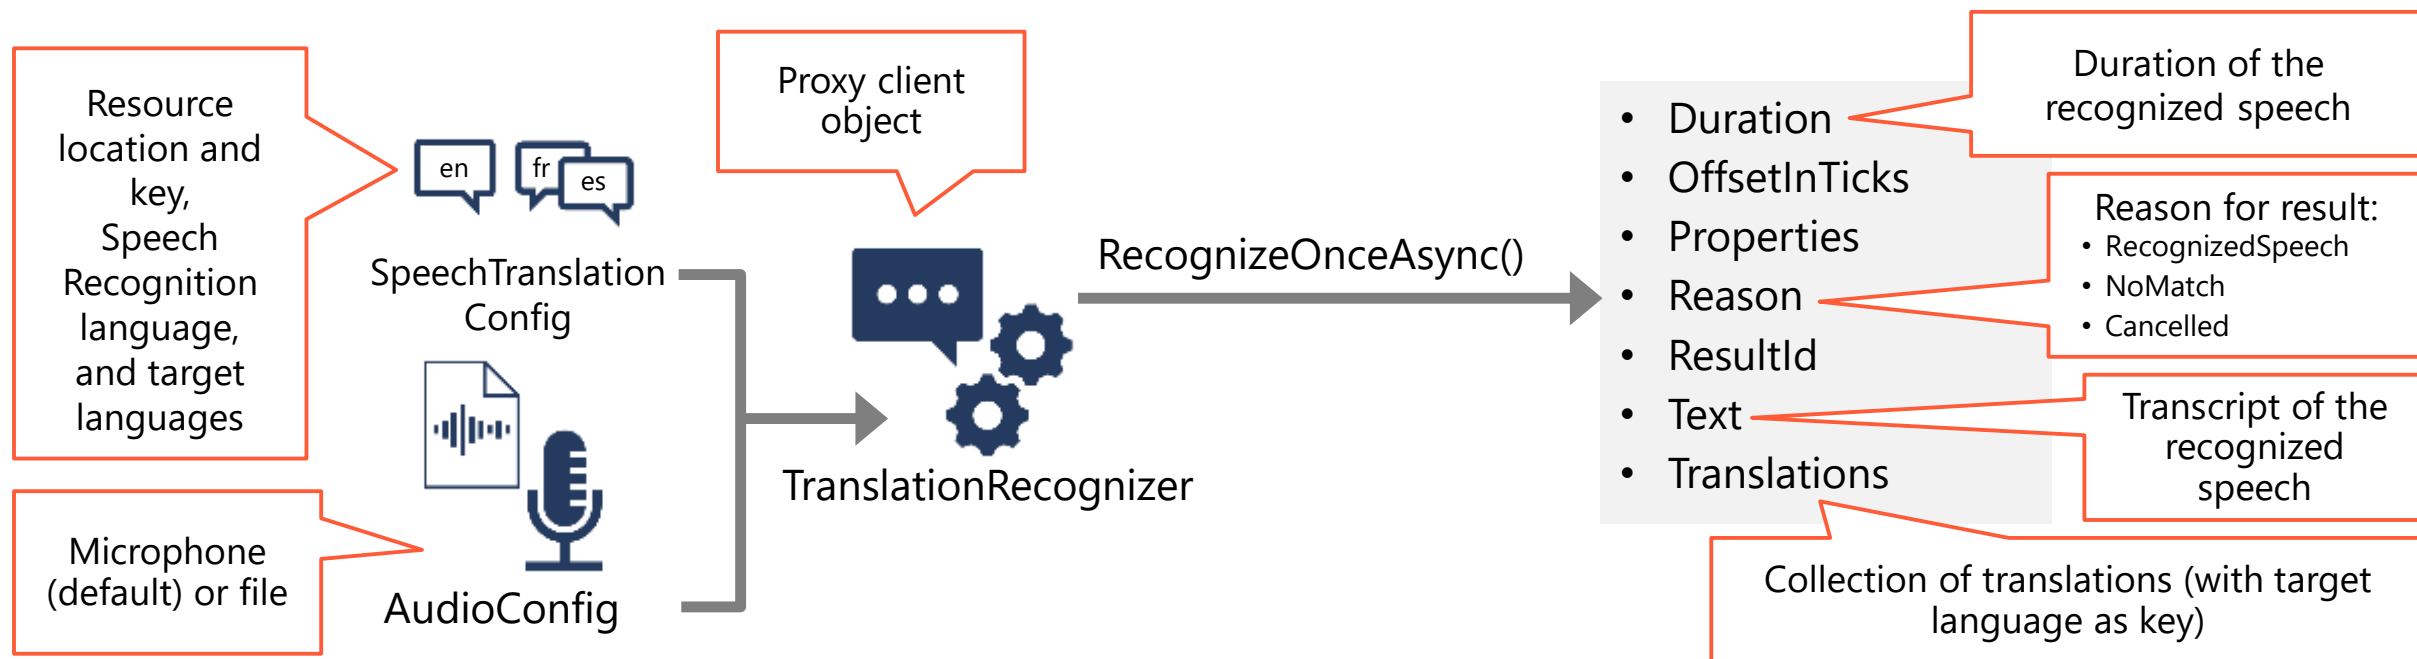 Resource
location and
key,
Speech
Recognition
language,
and target
languages
en
fr
es
SpeechTranslation
Config
Microphone
(default) or file
AudioConfig
Proxy client
object
TranslationRecognizer
RecognizeOnceAsync()
• Duration
• OffsetInTicks
• Properties
• Reason
• ResultId
• Text
• Translations
Duration of the
recognized speech
Reason for result:
• RecognizedSpeech
• NoMatch
• Cancelled
Transcript of the
recognized
speech
Collection of translations (with target
language as key)